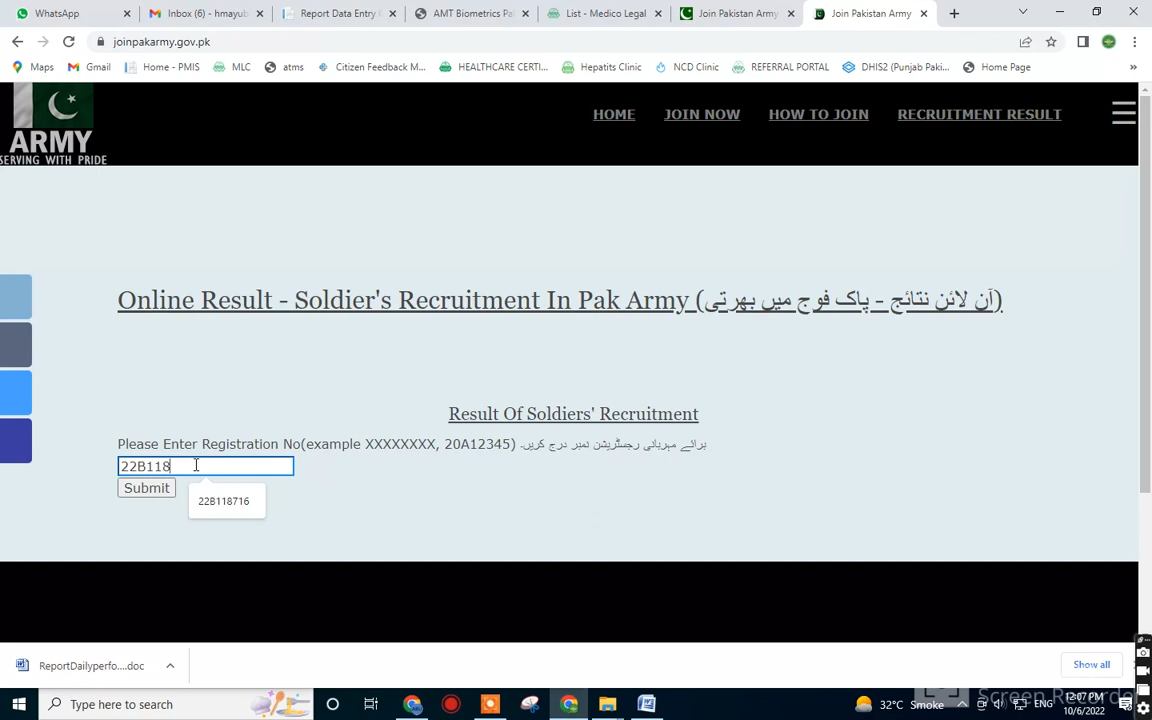 WhatsApp
Inbox (6) - hmayub
Report Data Entry
AMT Biometrics Pa
List - Medico Legal
Join Pakistan Army
Join Pakistan Army
joinpakarmy.gov.pk
Maps
Gmail
Home - PMIS
MLC
atms
Citizen Feedback M...
HEALTHCARE CERTI...
Hepatits Clinic
NCD Clinic
REFERRAL PORTAL
DHIS2 (Punjab Paki...
Home Page
ARMY
SERVING WITH PRIDE
HOME
JOIN NOW
HOW TO JOIN
RECRUITMENT RESULT
Online Result - Soldier's Recruitment In Pak Army (آن لائن نتائج - پاک فوج میں بھرتی)
Result Of Soldiers' Recruitment
Please Enter Registration No(example XXXXXXXX, 20A12345) برائے مہربانی رجسٹریشن نمبر درج کریں۔
22B118
Submit
22B118716
ReportDailyperfo....doc
Show all
Type here to search
32°C Smoke
ENG
12:07 PM
10/6/2022
Screen Recorder